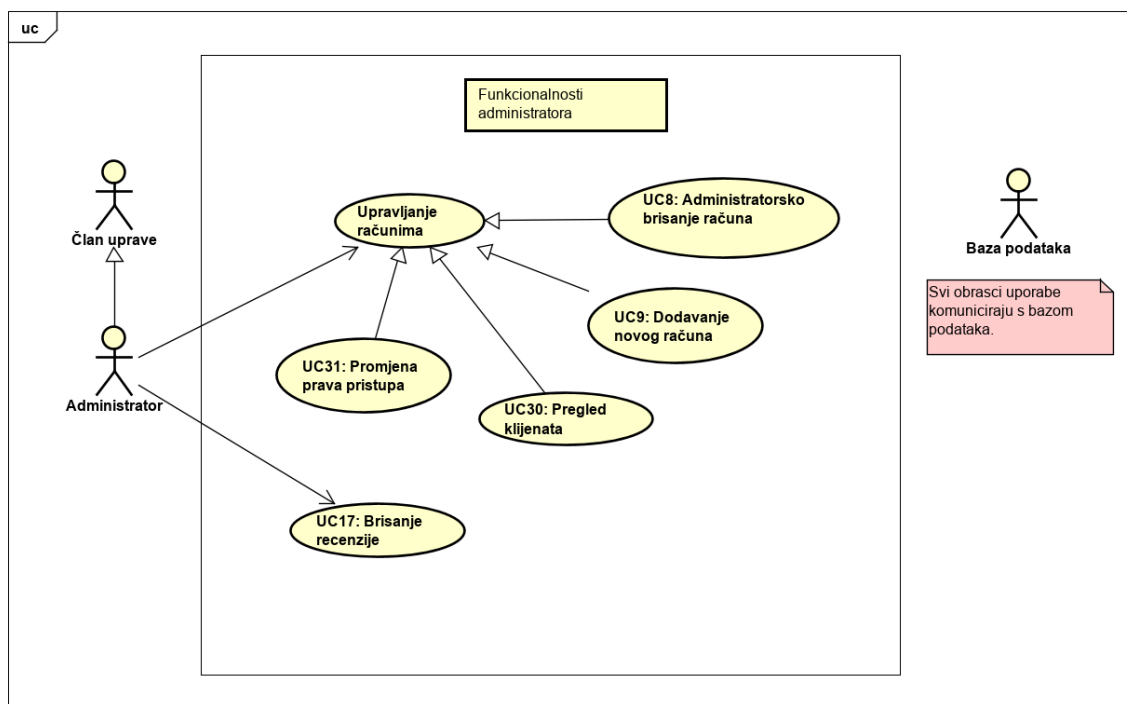 uc
Funkcionalnosti
administratora
Član uprave
Upravljanje
računima
UC8: Administratorsko
brisanje računa
Baza podataka
Svi obrasci uporabe
komuniciraju s bazom
podataka.
UC9: Dodavanje
novog računa
UC31: Promjena
prava pristupa
Administrator
UC30: Pregled
klijenata
UC17: Brisanje
recenzije